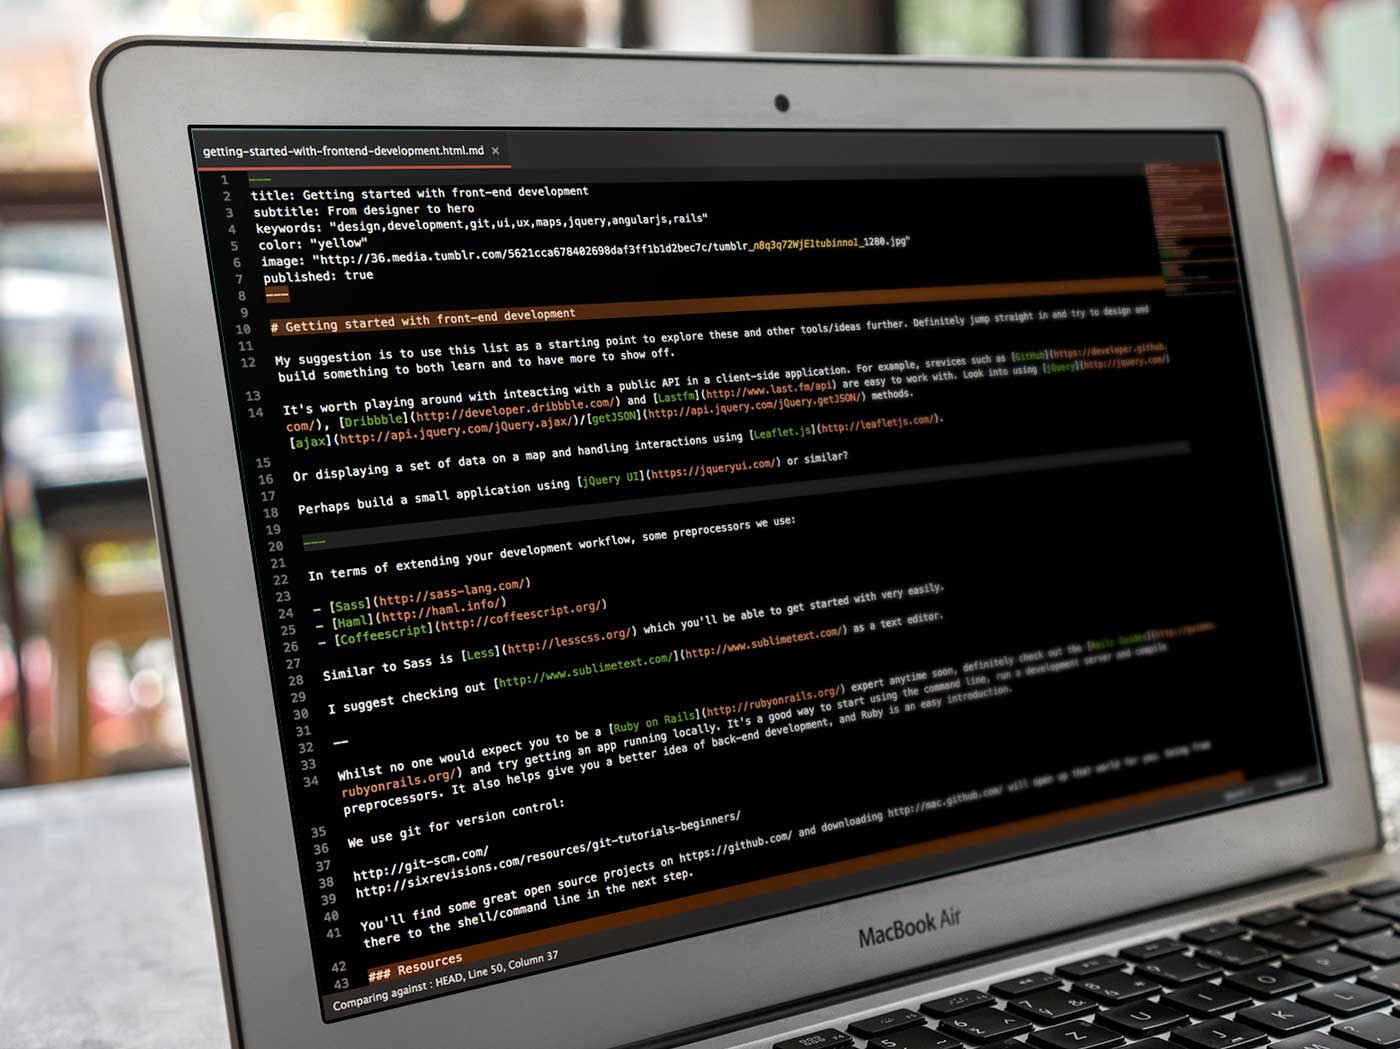 getting-started-with-frontend-development.html.md ×
1 ---
2 title: Getting started with front-end development
3 subtitle: From designer to hero
4 keywords: "design,development,git,ui,ux,maps,jquery,angularjs,rails"
5 color: "yellow"
6 image: "http://36.media.tumblr.com/5621cca678402698daf3ff1b1d2bec7c/tumblr_n8q3q72WjE1tubinno1_1280.jpg"
7 published: true
8 ---
9
10 # Getting started with front-end development
11
12 My suggestion is to use this list as a starting point to explore these and other tools/ideas further. Definitely jump straight in and try to design and
build something to both learn and to have more to show off.
13
14 It's worth playing around with inteacting with a public API in a client-side application. For example, srevices such as [GitHub](https://developer.github.
com/), [Dribbble](http://developer.dribbble.com/) and [Lastfm](http://www.last.fm/api) are easy to work with. Look into using [jQuery](http://jquery.com/)
[ajax](http://api.jquery.com/jQuery.ajax/)/[getJSON](http://api.jquery.com/jQuery.getJSON/) methods.
15
16 Or displaying a set of data on a map and handling interactions using [Leaflet.js](http://leafletjs.com/).
17
18 Perhaps build a small application using [jQuery UI](https://jqueryui.com/) or similar?
19
20 ---
21
22 In terms of extending your development workflow, some preprocessors we use:
23
24 - [Sass](http://sass-lang.com/)
25 - [Haml](http://haml.info/)
26 - [Coffeescript](http://coffeescript.org/)
27
28 Similar to Sass is [Less](http://lesscss.org/) which you'll be able to get started with very easily.
29
30 I suggest checking out [http://www.sublimetext.com/](http://www.sublimetext.com/) as a text editor.
31
32 --
33
34 Whilst no one would expect you to be a [Ruby on Rails](http://rubyonrails.org/) expert anytime soon, definitely check out the [Rails Guides](http://guides.
rubyonrails.org/) and try getting an app running locally. It's a good way to start using the command line, run a development server and compile
preprocessors. It also helps give you a better idea of back-end development, and Ruby is an easy introduction.
35
36 We use git for version control:
37
38 http://git-scm.com/
39 http://sixrevisions.com/resources/git-tutorials-beginners/
40
41 You'll find some great open source projects on https://github.com/ and downloading http://mac.github.com/ will open up that world for you. Going from
there to the shell/command line in the next step.
42
43 ### Resources
Comparing against : HEAD, Line 50, Column 37
MacBook Air